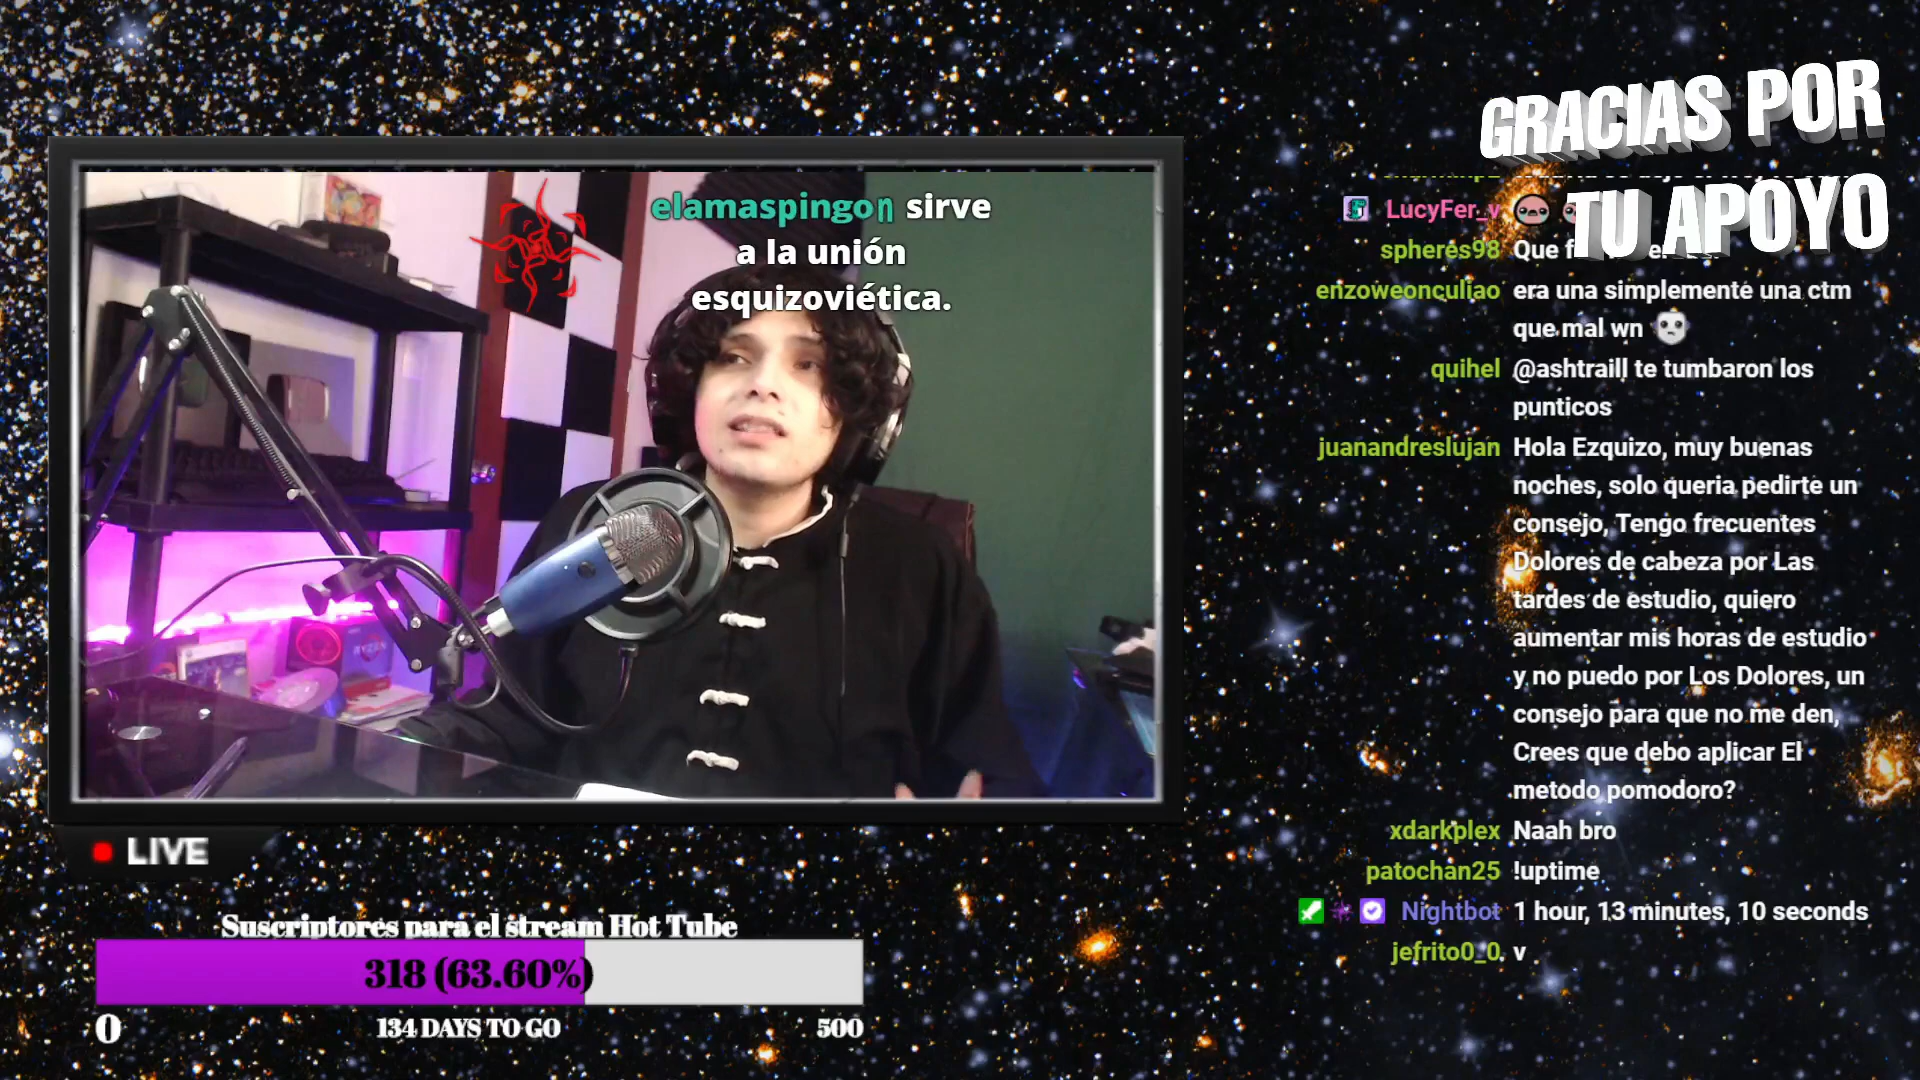 GRACIAS POR
TU APOYO
elamaspingon sirve
a la unión
esquizoviética.
LucyFer_v
spheres98 Que
enzoweonculiao era una simplemente una ctm
que mal wn
quihel @ashtraill te tumbaron los
punticos
juanandreslujan Hola Ezquizo, muy buenas
noches, solo queria pedirte un
consejo, Tengo frecuentes
Dolores de cabeza por Las
tardes de estudio, quiero
aumentar mis horas de estudio
y no puedo por Los Dolores, un
consejo para que no me den,
Crees que debo aplicar El
metodo pomodoro?
xdarkplex Naah bro
patochan25 !uptime
Nightbot 1 hour, 13 minutes, 10 seconds
jefrito0_0 v
LIVE
Suscriptores para el stream Hot Tube
318 (63.60%)
0 134 DAYS TO GO 500
RYZEN